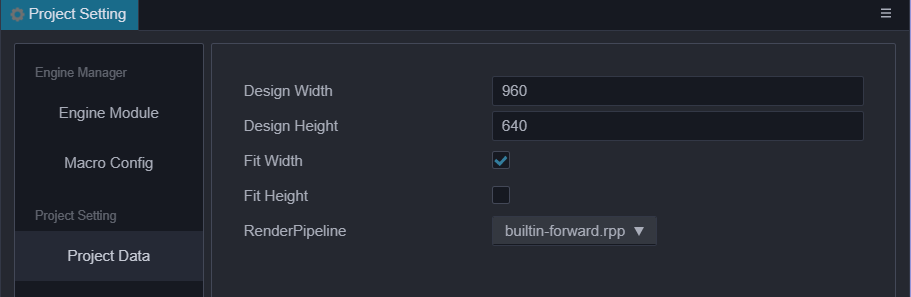 Project Setting
Engine Manager
Engine Module
Macro Config
Project Setting
Project Data
Design Width 960
Design Height 640
Fit Width
Fit Height
RenderPipeline builtin-forward.rpp